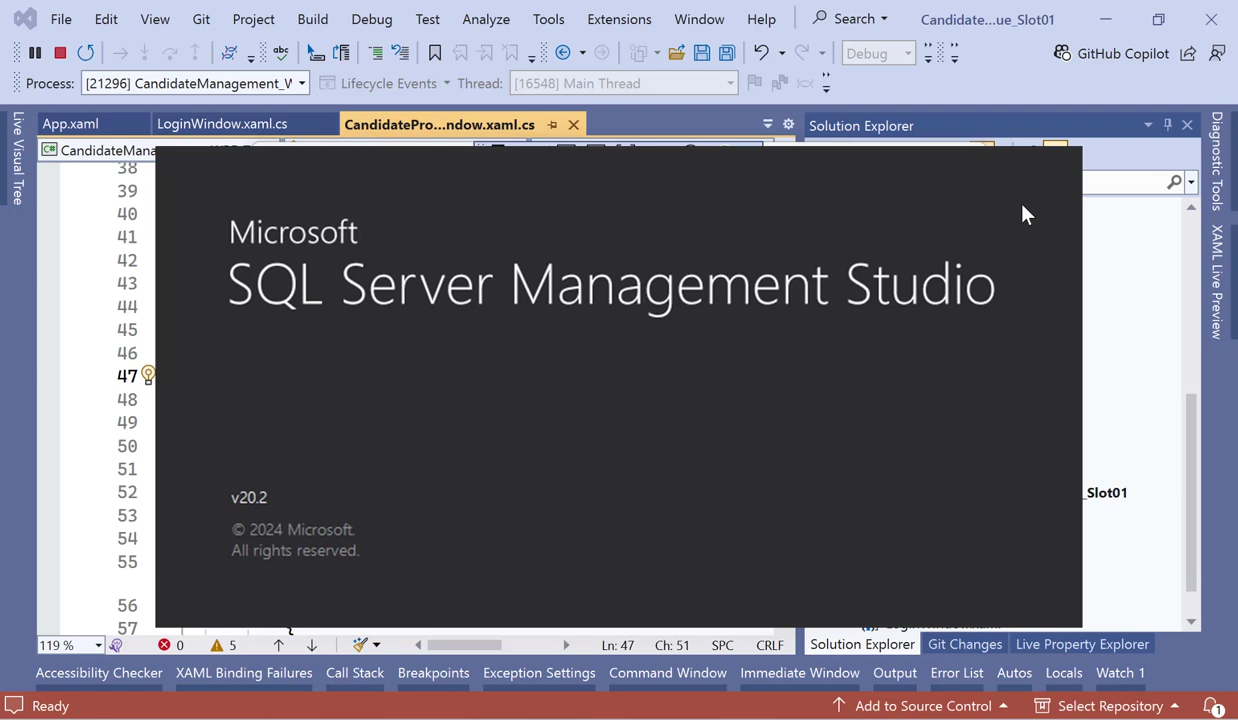 File Edit View Git Project Build Debug Test Analyze Tools Extensions Window Help Search Candidate...ue_Slot01
Debug GitHub Copilot
Process: [21296] CandidateManagement_W Lifecycle Events Thread: [16548] Main Thread
App.xaml LoginWindow.xaml.cs CandidatePro...ndow.xaml.cs Solution Explorer
CandidateMana
Live Visual Tree
38
39
40
41
42
43
44
45
46
47
48
49
50
51
52
53
54
55
56
57
Microsoft
SQL Server Management Studio
v20.2
© 2024 Microsoft.
All rights reserved.
_Slot01
Diagnostic Tools
XAML Live Preview
119 % 0 5 Ln: 47 Ch: 51 SPC CRLF
Solution Explorer Git Changes Live Property Explorer
Accessibility Checker XAML Binding Failures Call Stack Breakpoints Exception Settings Command Window Immediate Window Output Error List Autos Locals Watch 1
Ready Add to Source Control Select Repository 1